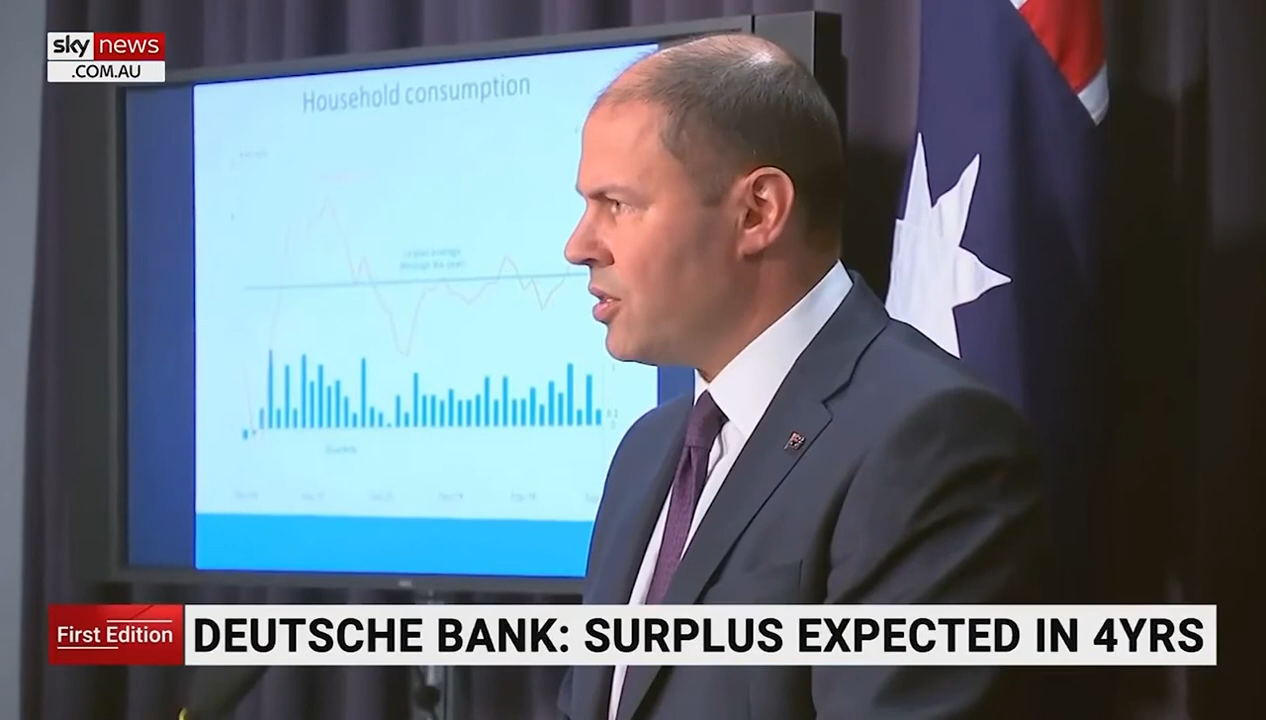 sky news
.COM.AU
Household consumption
First Edition
DEUTSCHE BANK: SURPLUS EXPECTED IN 4YRS